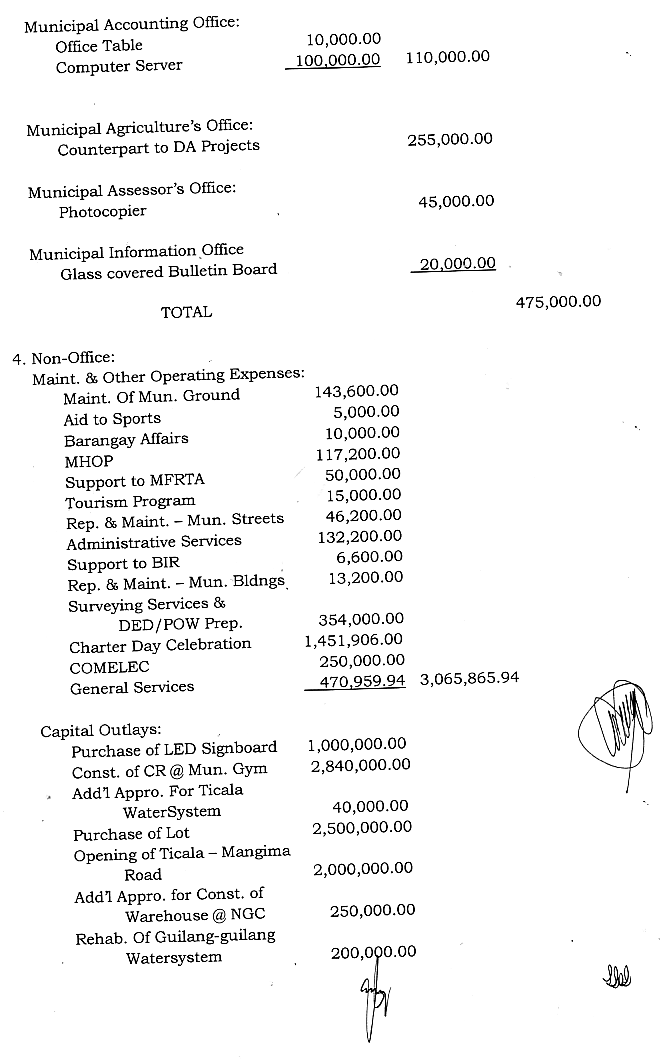 Municipal Accounting Office:
Office Table 10,000.00
Computer Server 100,000.00 110,000.00
Municipal Agriculture's Office:
Counterpart to DA Projects 255,000.00
Municipal Assessor's Office:
Photocopier 45,000.00
Municipal Information Office
Glass covered Bulletin Board 20,000.00
TOTAL 475,000.00
4. Non-Office:
Maint. & Other Operating Expenses:
Maint. Of Mun. Ground 143,600.00
Aid to Sports 5,000.00
Barangay Affairs 10,000.00
MHOP 117,200.00
Support to MFRTA 50,000.00
Tourism Program 15,000.00
Rep. & Maint. – Mun. Streets 46,200.00
Administrative Services 132,200.00
Support to BIR 6,600.00
Rep. & Maint. – Mun. Bldngs. 13,200.00
Surveying Services &
DED/POW Prep. 354,000.00
Charter Day Celebration 1,451,906.00
COMELEC 250,000.00
General Services 470,959.94 3,065,865.94
Capital Outlays:
Purchase of LED Signboard 1,000,000.00
Const. of CR @ Mun. Gym 2,840,000.00
Add'l Appro. For Ticala
WaterSystem 40,000.00
Purchase of Lot 2,500,000.00
Opening of Ticala – Mangima
Road 2,000,000.00
Add'l Appro. for Const. of
Warehouse @ NGC 250,000.00
Rehab. Of Guilang-guilang
Watersystem 200,000.00